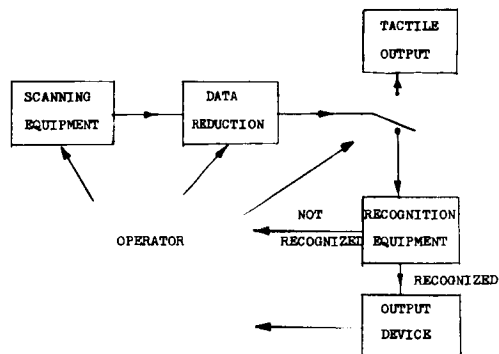 TACTILE
OUTPUT
SCANNING
EQUIPMENT
DATA
REDUCTION
OPERATOR
NOT
RECOGNIZED
RECOGNITION
EQUIPMENT
RECOGNIZED
OUTPUT
DEVICE